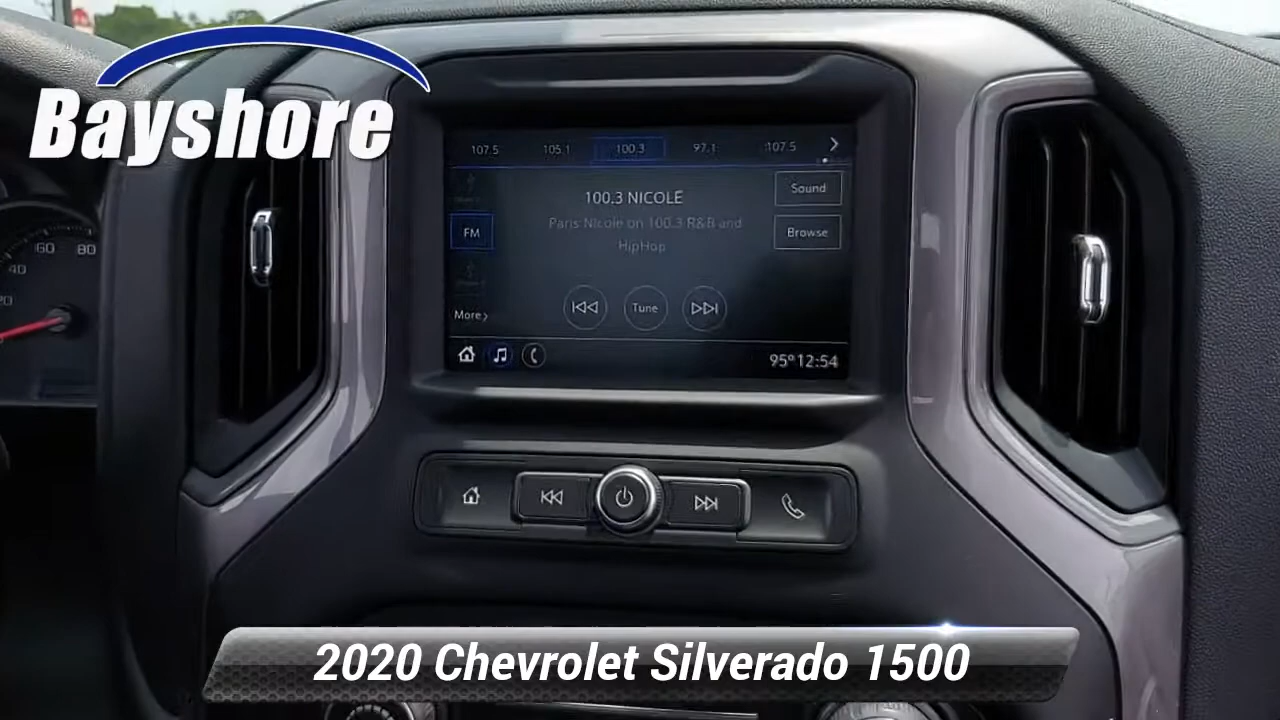 Bayshore
107.5 105.1 100.3 97.1 107.5
100.3 NICOLE
Sound
Paris Nicole on 100.3 R&B and
HipHop
FM
Browse
Tune
More
95° 12:54
20 40 60 80
2020 Chevrolet Silverado 1500